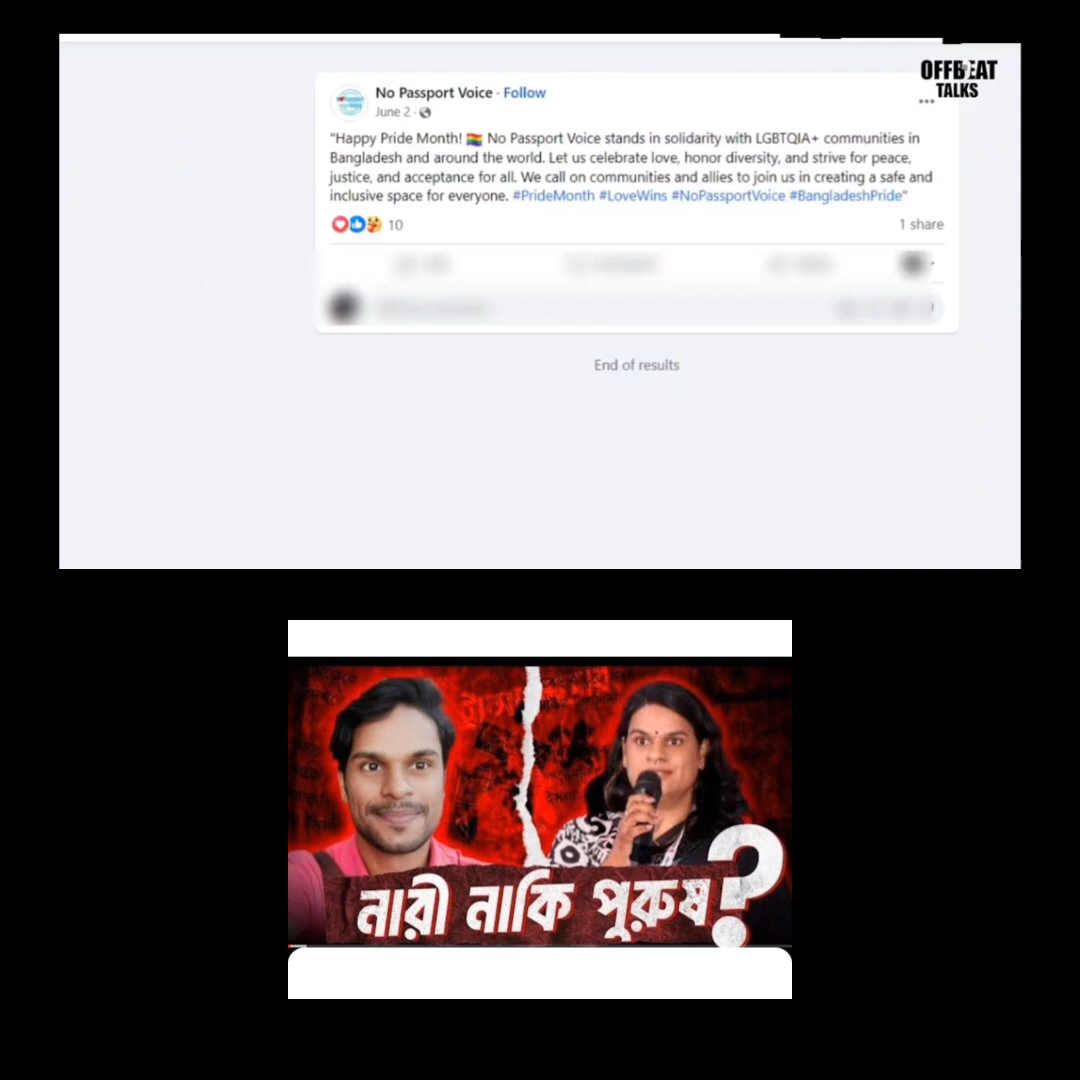 OFFBEAT
TALKS
No Passport Voice · Follow
June 2 ·
"Happy Pride Month! 🏳️‍🌈 No Passport Voice stands in solidarity with LGBTQIA+ communities in
Bangladesh and around the world. Let us celebrate love, honor diversity, and strive for peace,
justice, and acceptance for all. We call on communities and allies to join us in creating a safe and
inclusive space for everyone. #PrideMonth #LoveWins #NoPassportVoice #BangladeshPride"
10
1 share
End of results
নারী নাকি পুরুষ?